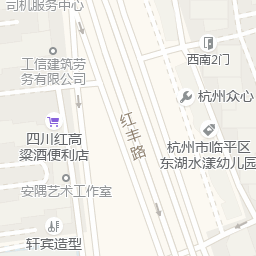 司机服务中心
西南2门
工信建筑劳
务有限公司
杭州众心
红丰路
四川红高
粱酒便利店
杭州市临平区
东湖水漾幼儿园
安隅艺术工作室
轩宾造型